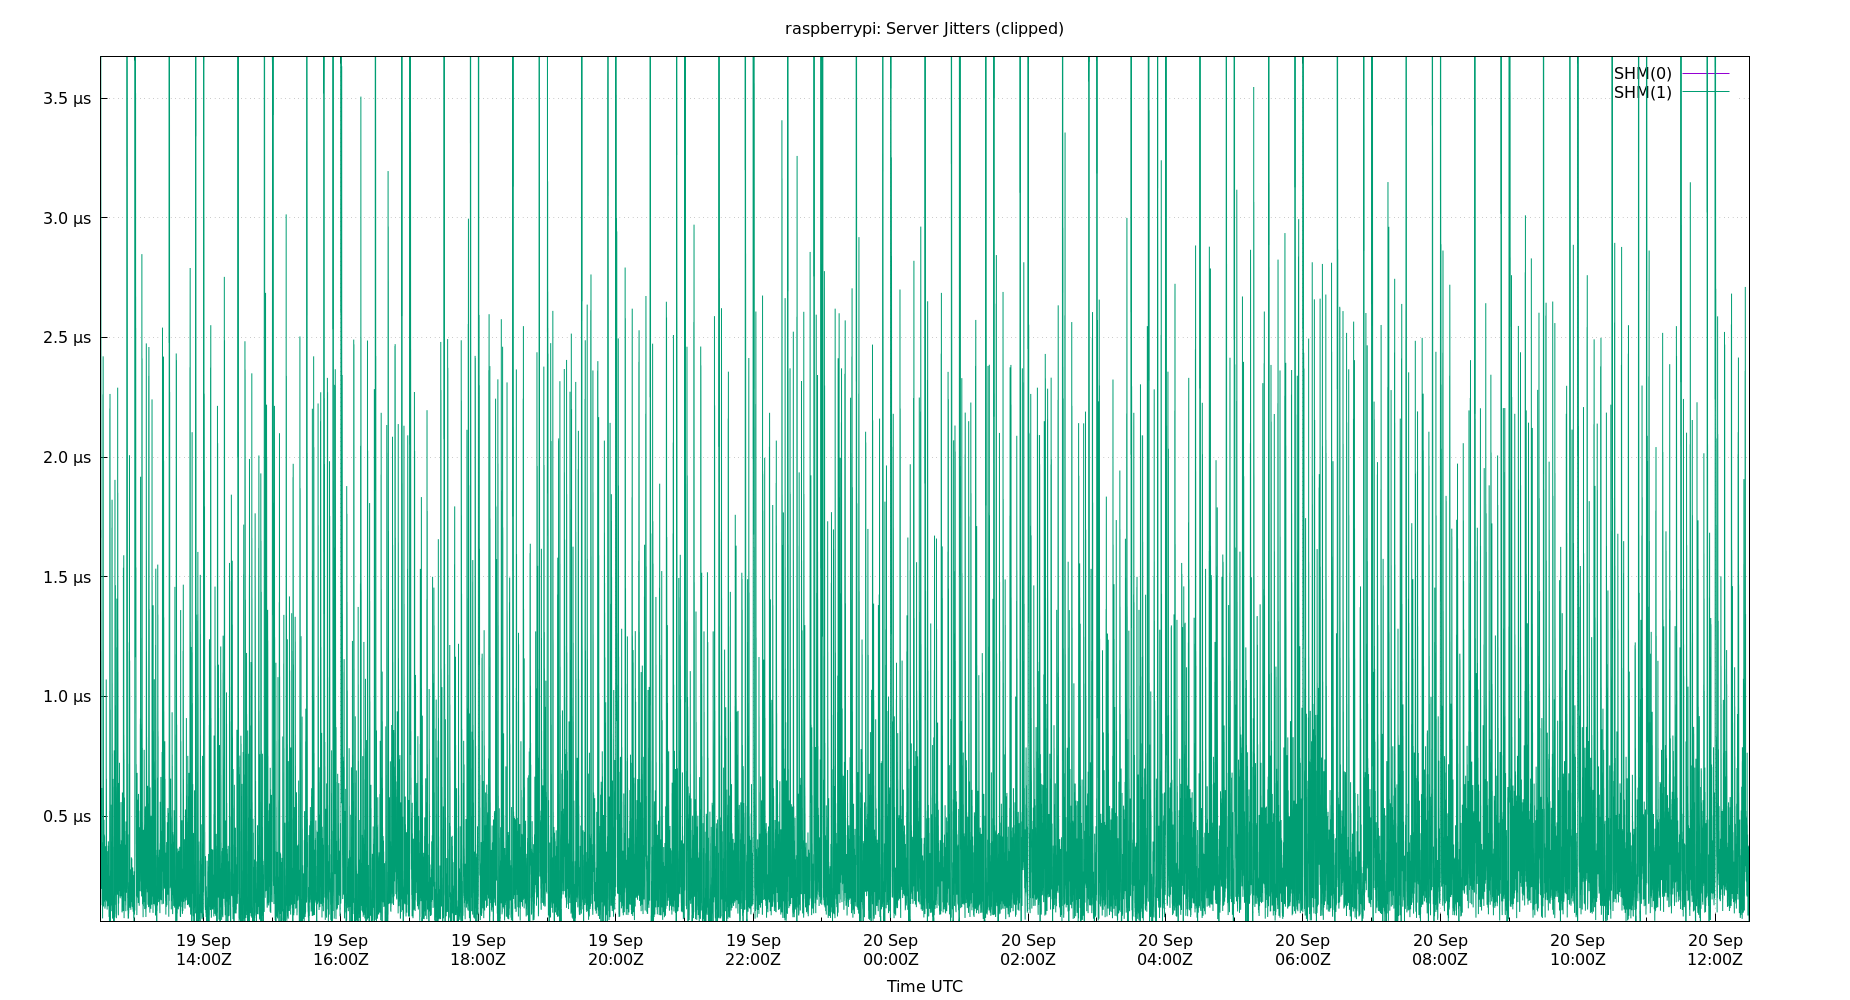 raspberrypi: Server Jitters (clipped)
SHM(0)
SHM(1)
3.5 µs
3.0 µs
2.5 µs
2.0 µs
1.5 µs
1.0 µs
0.5 µs
19 Sep 19 Sep 19 Sep 19 Sep 19 Sep 20 Sep 20 Sep 20 Sep 20 Sep 20 Sep 20 Sep 20 Sep
14:00Z 16:00Z 18:00Z 20:00Z 22:00Z 00:00Z 02:00Z 04:00Z 06:00Z 08:00Z 10:00Z 12:00Z
Time UTC